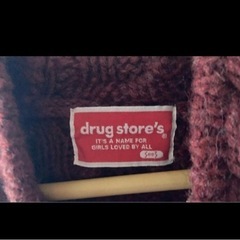 drug store's®
IT'S A NAME FOR
GIRLS LOVED BY ALL